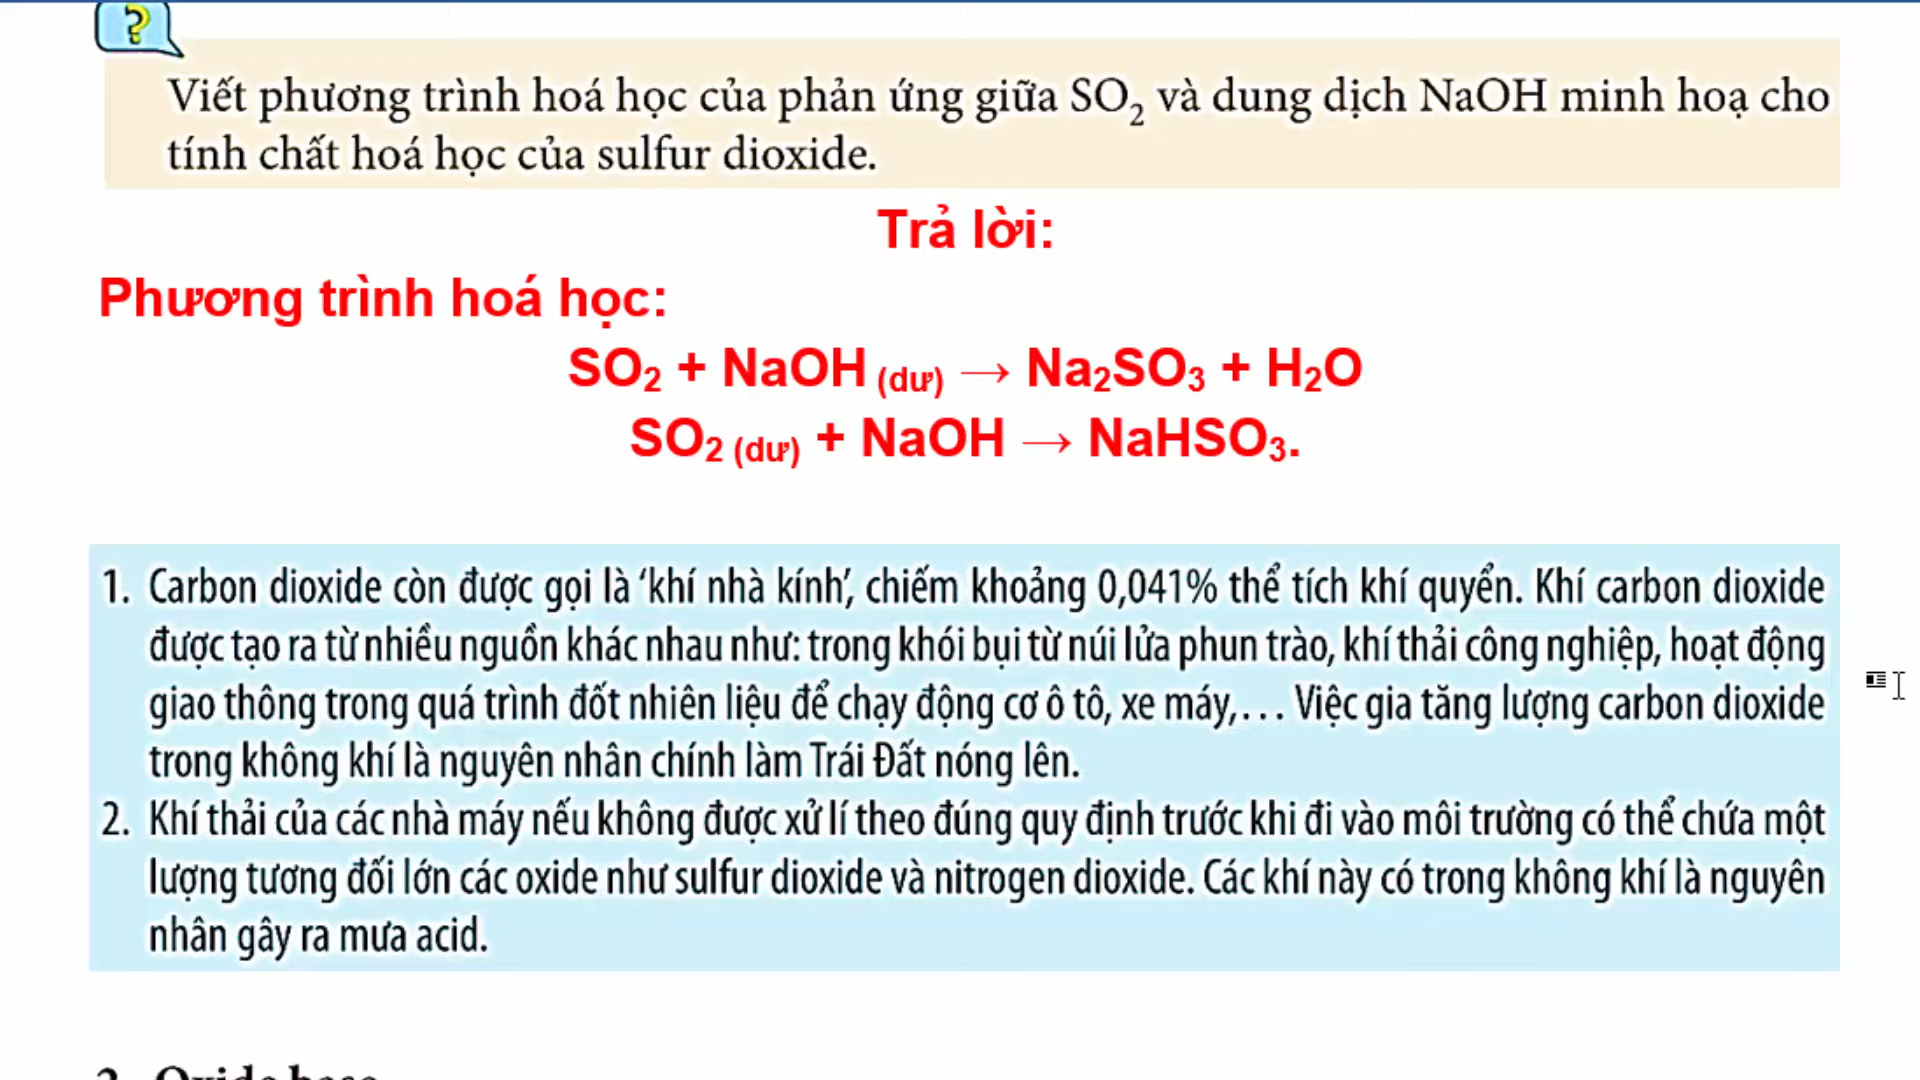 ?
Viết phương trình hoá học của phản ứng giữa SO₂ và dung dịch NaOH minh hoạ cho
tính chất hoá học của sulfur dioxide.
Trả lời:
Phương trình hoá học:
SO₂ + NaOH (dư) → Na₂SO₃ + H₂O
SO₂ (dư) + NaOH → NaHSO₃.
1. Carbon dioxide còn được gọi là ‘khí nhà kính’, chiếm khoảng 0,041% thể tích khí quyển. Khí carbon dioxide
được tạo ra từ nhiều nguồn khác nhau như: trong khói bụi từ núi lửa phun trào, khí thải công nghiệp, hoạt động
giao thông trong quá trình đốt nhiên liệu để chạy động cơ ô tô, xe máy,… Việc gia tăng lượng carbon dioxide
trong không khí là nguyên nhân chính làm Trái Đất nóng lên.
2. Khí thải của các nhà máy nếu không được xử lí theo đúng quy định trước khi đi vào môi trường có thể chứa một
lượng tương đối lớn các oxide như sulfur dioxide và nitrogen dioxide. Các khí này có trong không khí là nguyên
nhân gây ra mưa acid.
2. Oxide base